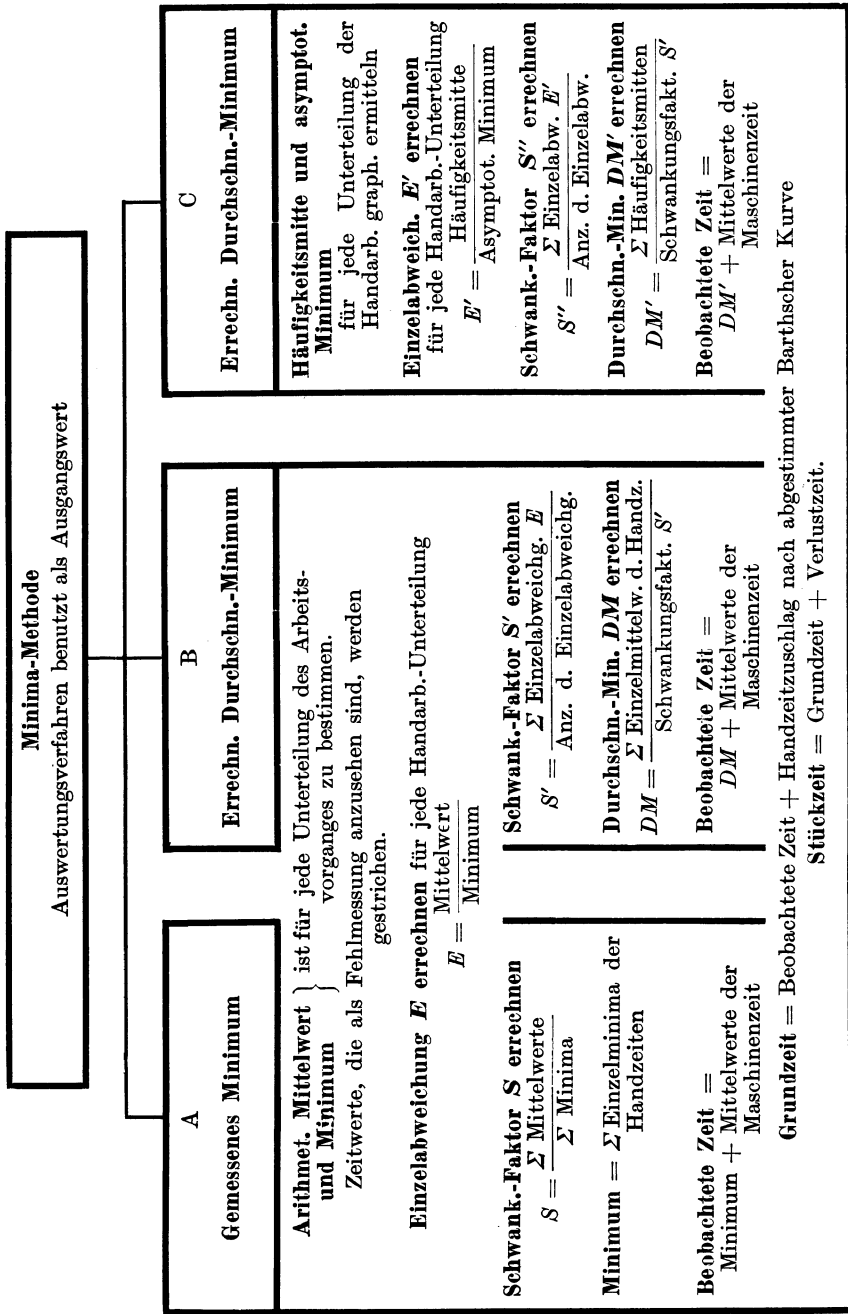 Minima-Methode
Auswertungsverfahren benutzt als Ausgangswert
A
Gemessenes Minimum
B
Errechn. Durchschn.-Minimum
C
Errechn. Durchschn.-Minimum
Arithmet. Mittelwert
und Minimum
} ist für jede Unterteilung des Arbeits-
vorganges zu bestimmen.
Zeitwerte, die als Fehlmessung anzusehen sind, werden
gestrichen.
Einzelabweichung E errechnen für jede Handarb.-Unterteilung
E = Mittelwert
Minimum
Schwank.-Faktor S errechnen
S = Σ Mittelwerte
Σ Minima
Minimum = Σ Einzelminima der
Handzeiten
Beobachtete Zeit =
Minimum + Mittelwerte der
Maschinenzeit
Schwank.-Faktor S′ errechnen
S′ = Σ Einzelabweichg. E
Anz. d. Einzelabweichg.
Durchschn.-Min. DM errechnen
DM = Σ Einzelmittelw. d. Handz.
Schwankungsfakt. S′
Beobachtete Zeit =
DM + Mittelwerte der
Maschinenzeit
Häufigkeitsmitte und asymptot.
Minimum
für jede Unterteilung der
Handarb. graph. ermitteln
Einzelabweich. E′ errechnen
für jede Handarb.-Unterteilung
E′ = Häufigkeitsmitte
Asymptot. Minimum
Schwank.-Faktor S″ errechnen
S″ = Σ Einzelabw. E′
Anz. d. Einzelabw.
Durchschn.-Min. DM′ errechnen
DM′ = Σ Häufigkeitsmitten
Schwankungsfakt. S′
Beobachtete Zeit =
DM′ + Mittelwerte der
Maschinenzeit
Grundzeit = Beobachtete Zeit + Handzeitzuschlag nach abgestimmter Barthscher Kurve
Stückzeit = Grundzeit + Verlustzeit.